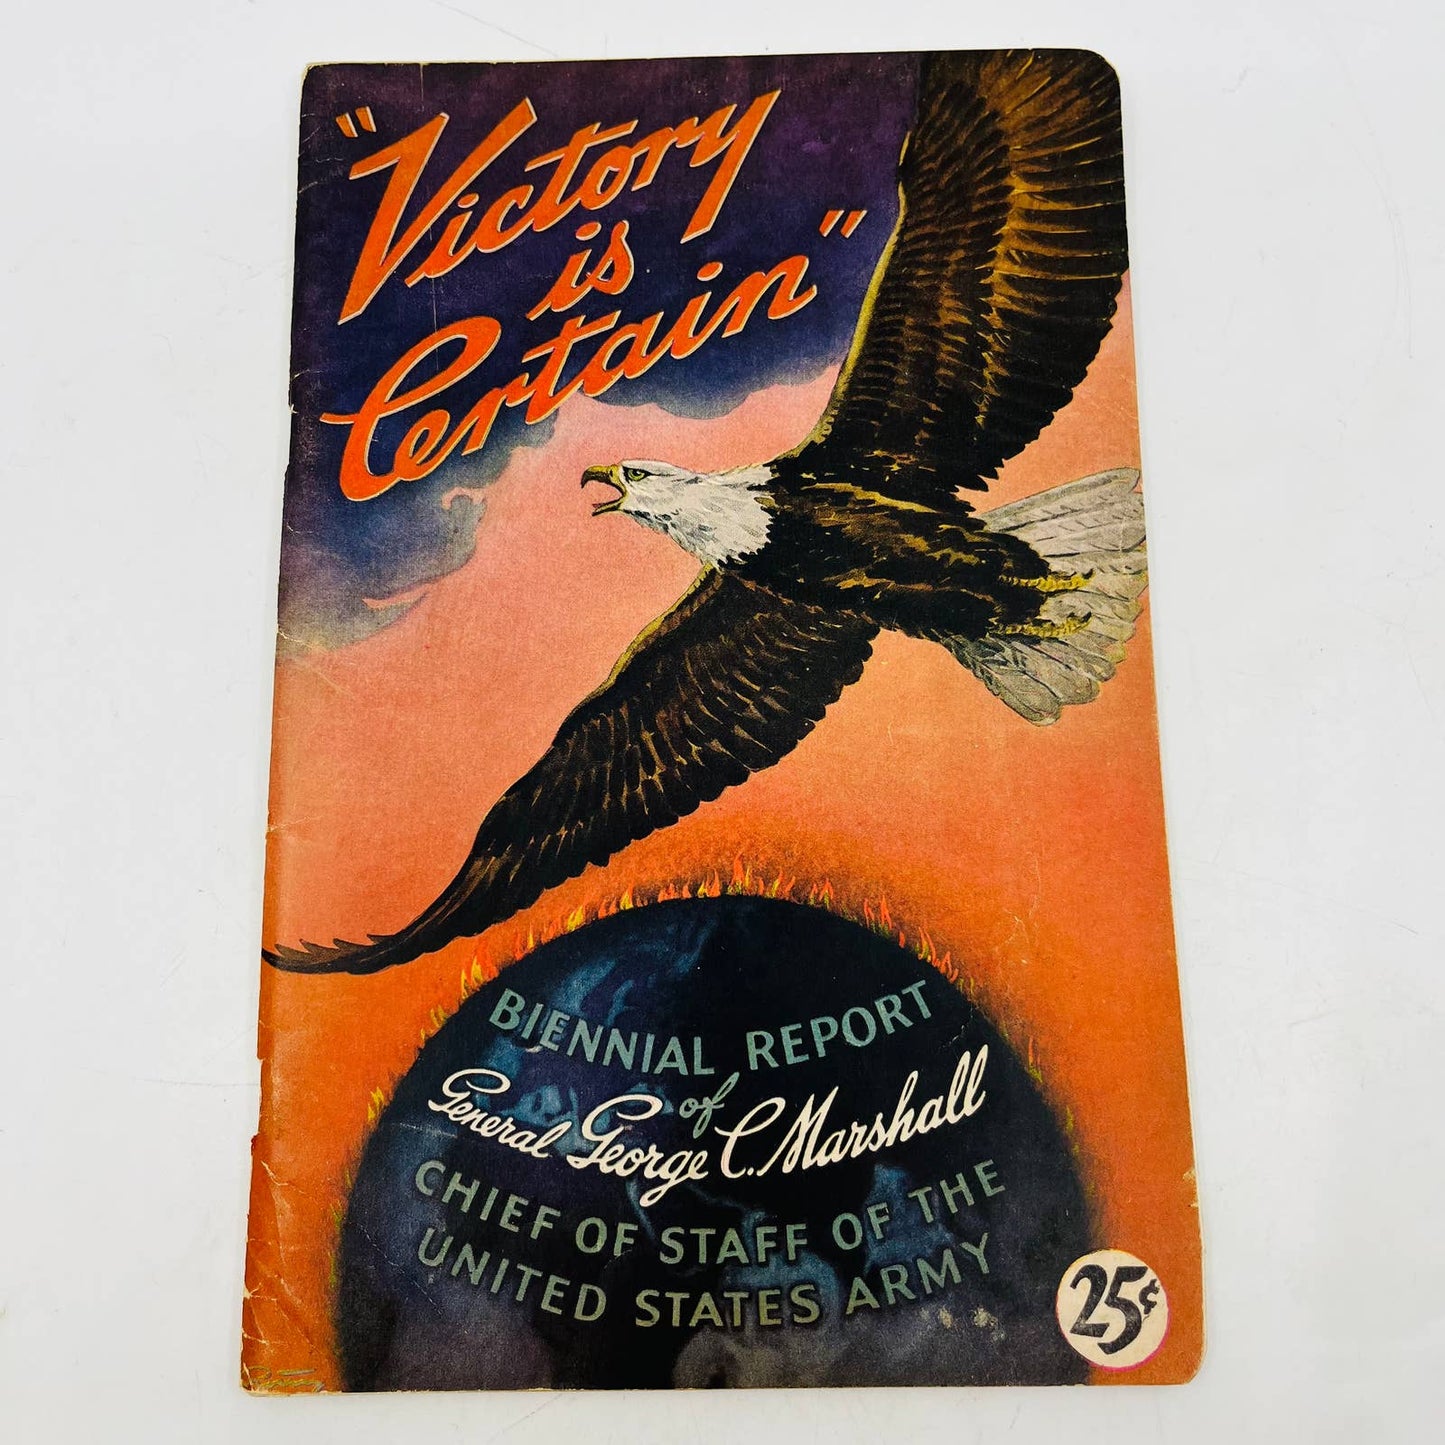 "Victory
is
Certain"
BIENNIAL REPORT
of
General George C. Marshall
CHIEF OF STAFF OF THE
UNITED STATES ARMY
25¢